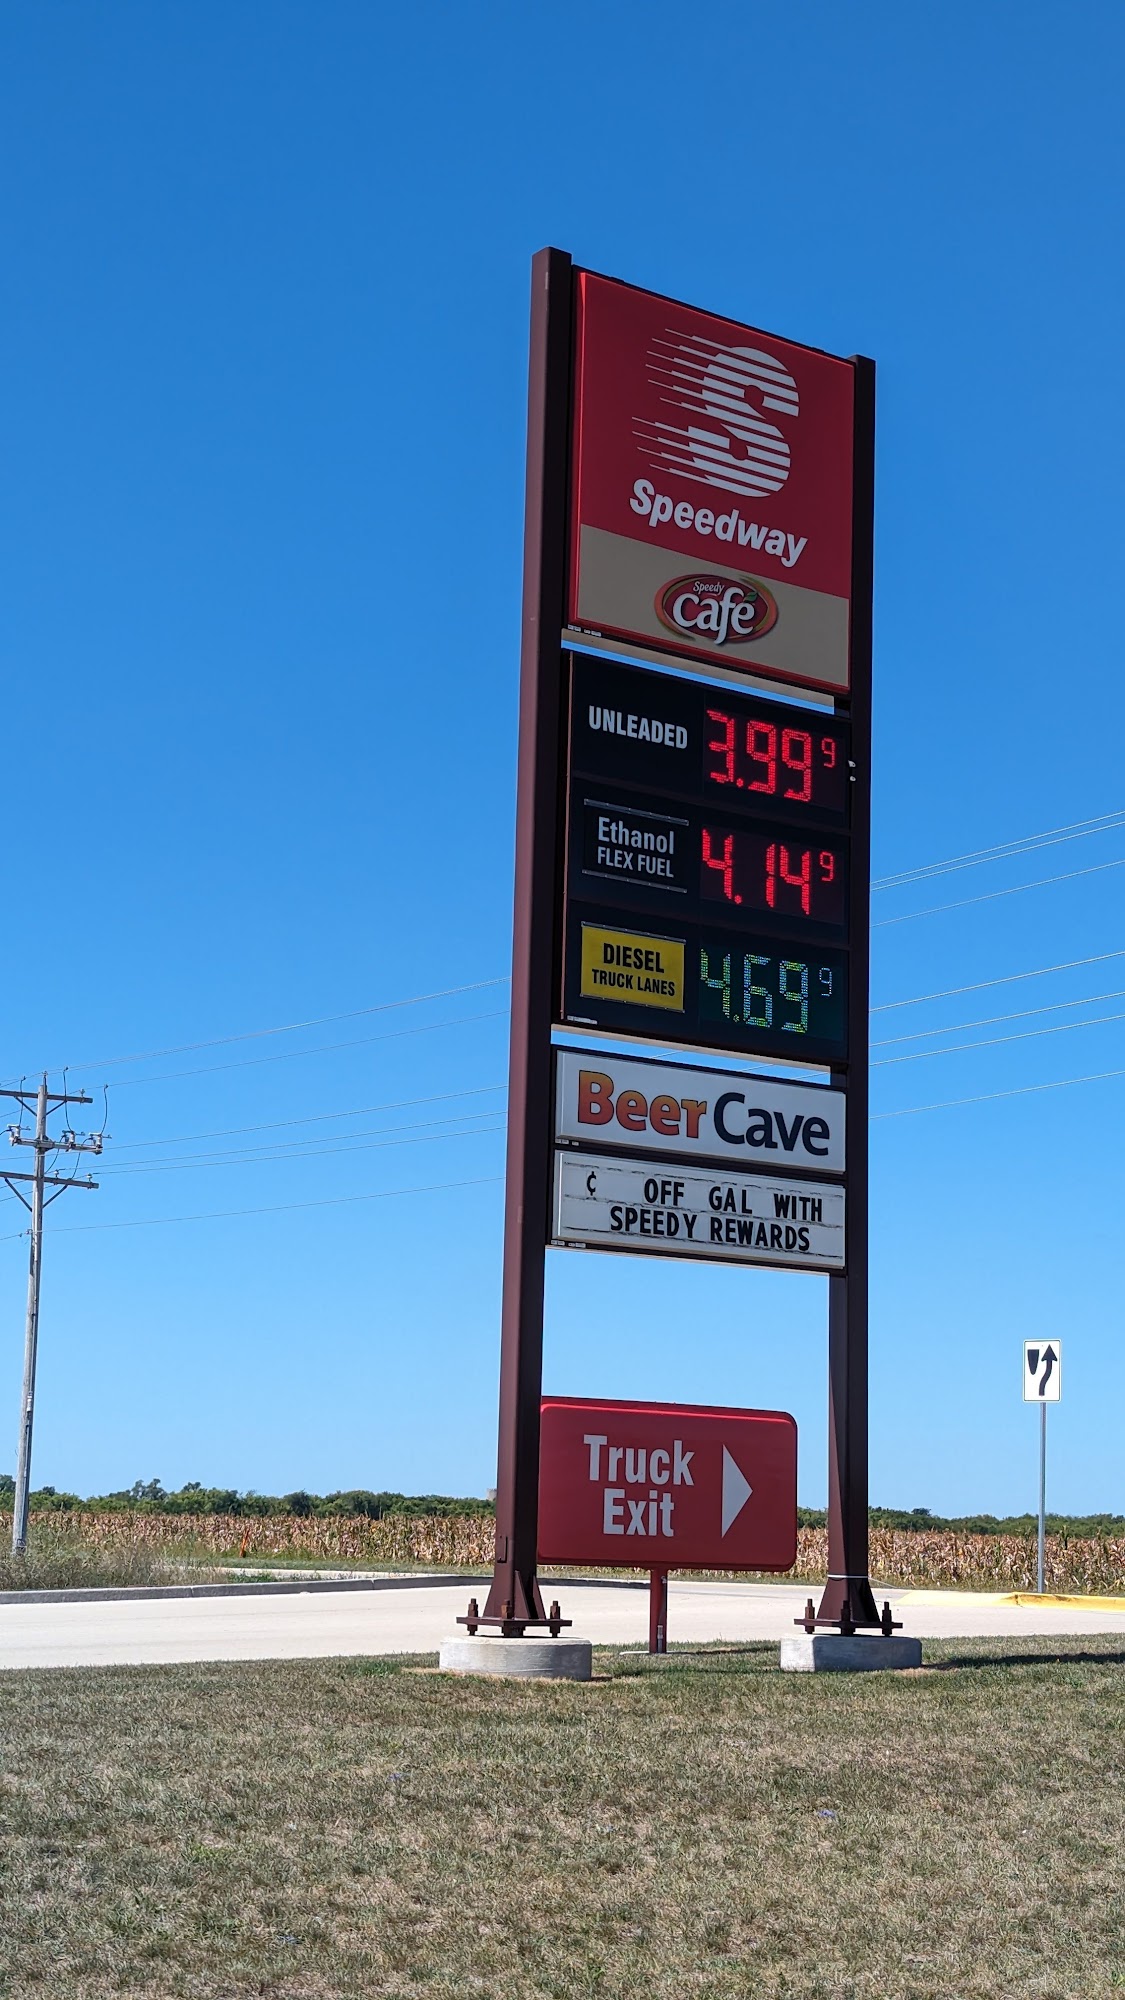 S
Speedway
Speedy
café
UNLEADED 3.99 9
Ethanol
FLEX FUEL 4.14 9
DIESEL
TRUCK LANES 4.69 9
Beer Cave
¢ OFF GAL WITH
SPEEDY REWARDS
Truck
Exit